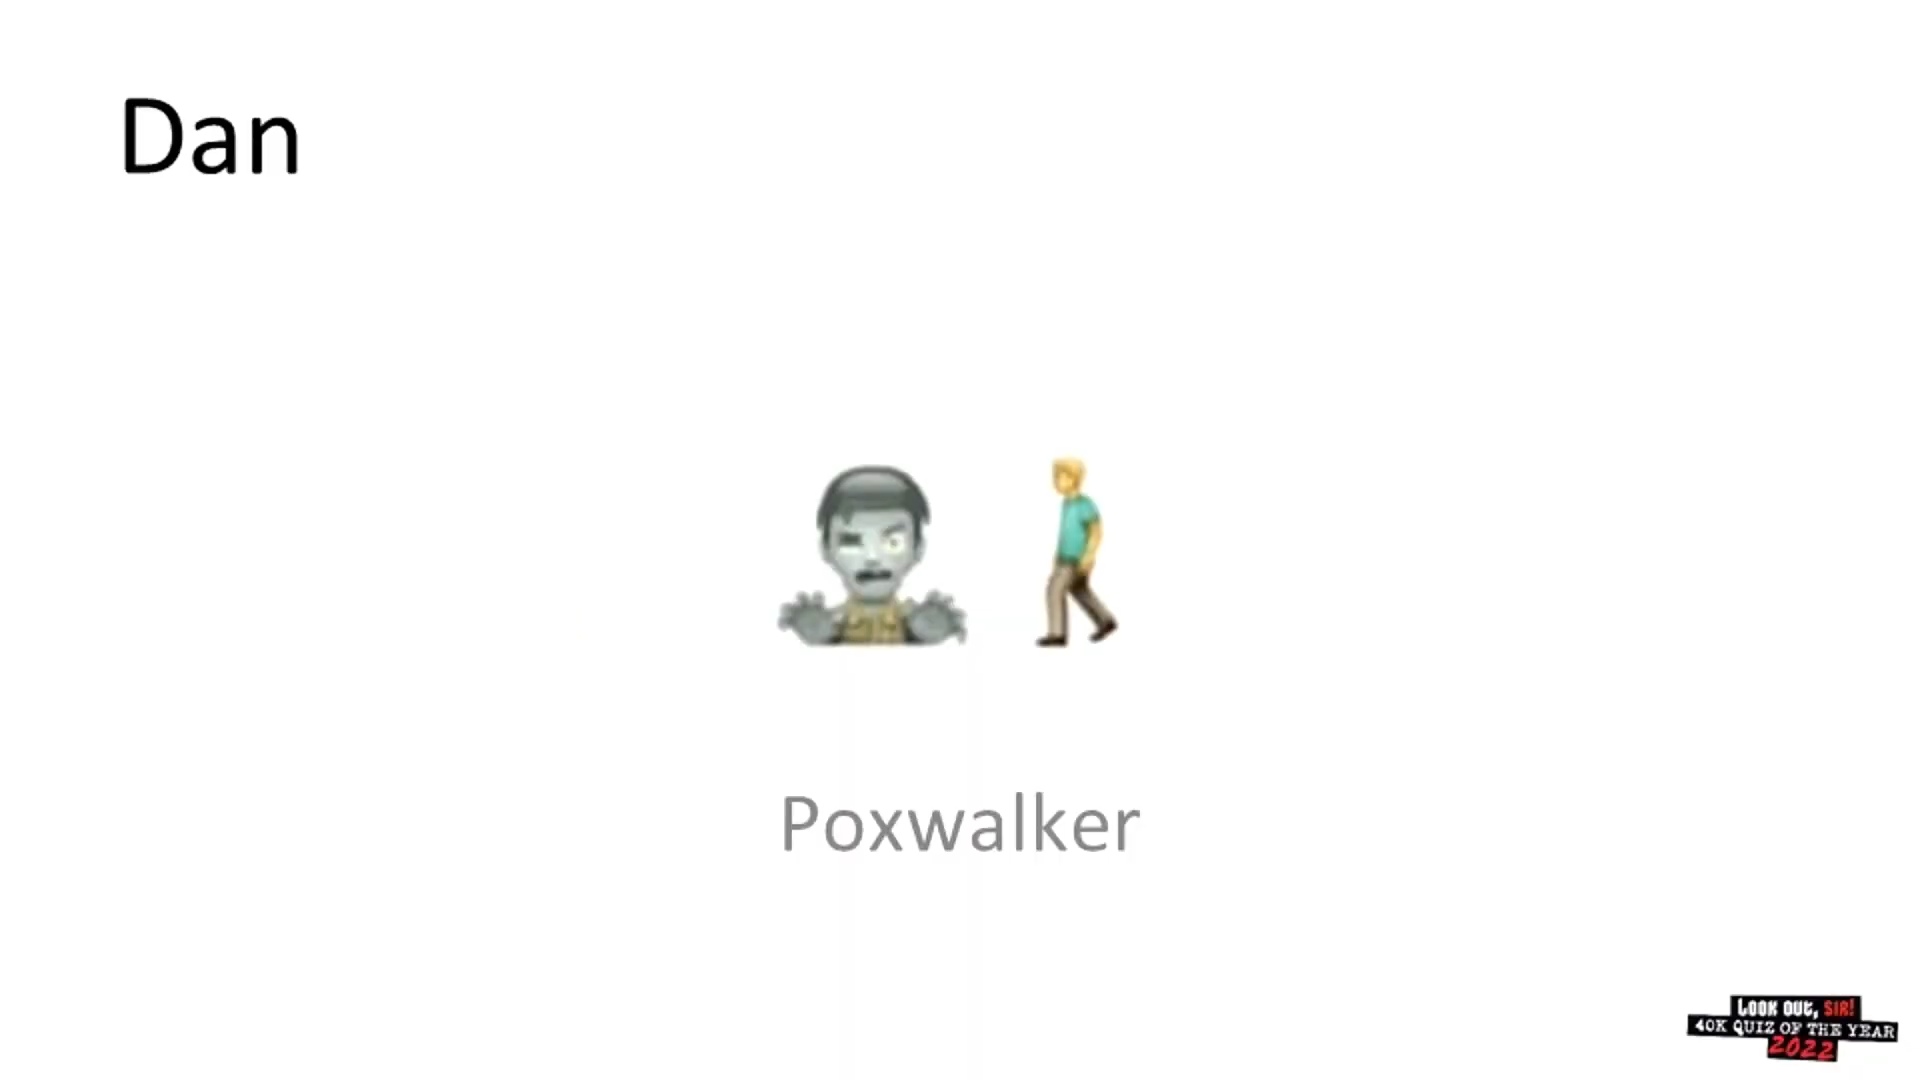 Dan
Poxwalker
LOOK OUT, SIR!
40K QUIZ OF THE YEAR
2022